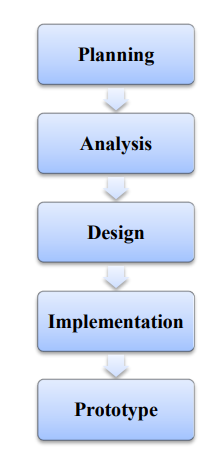 Planning
Analysis
Design
Implementation
Prototype